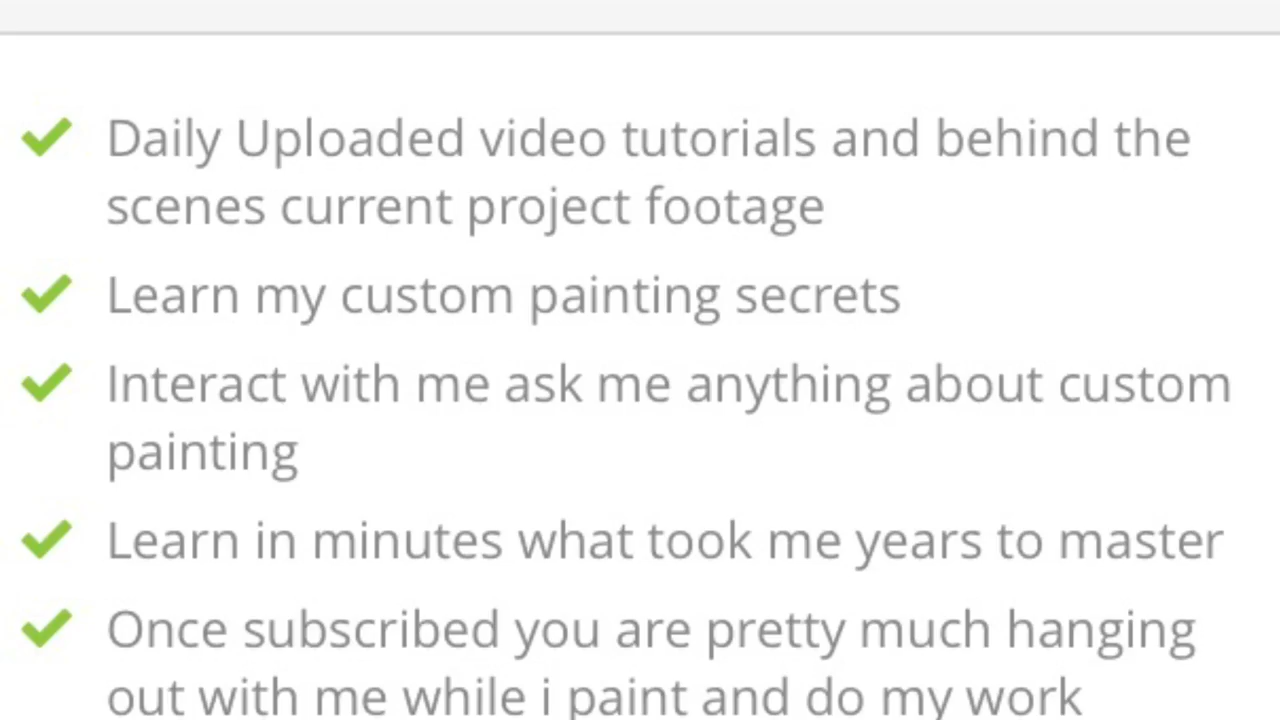 Daily Uploaded video tutorials and behind the
scenes current project footage
Learn my custom painting secrets
Interact with me ask me anything about custom
painting
Learn in minutes what took me years to master
Once subscribed you are pretty much hanging
out with me while i paint and do my work